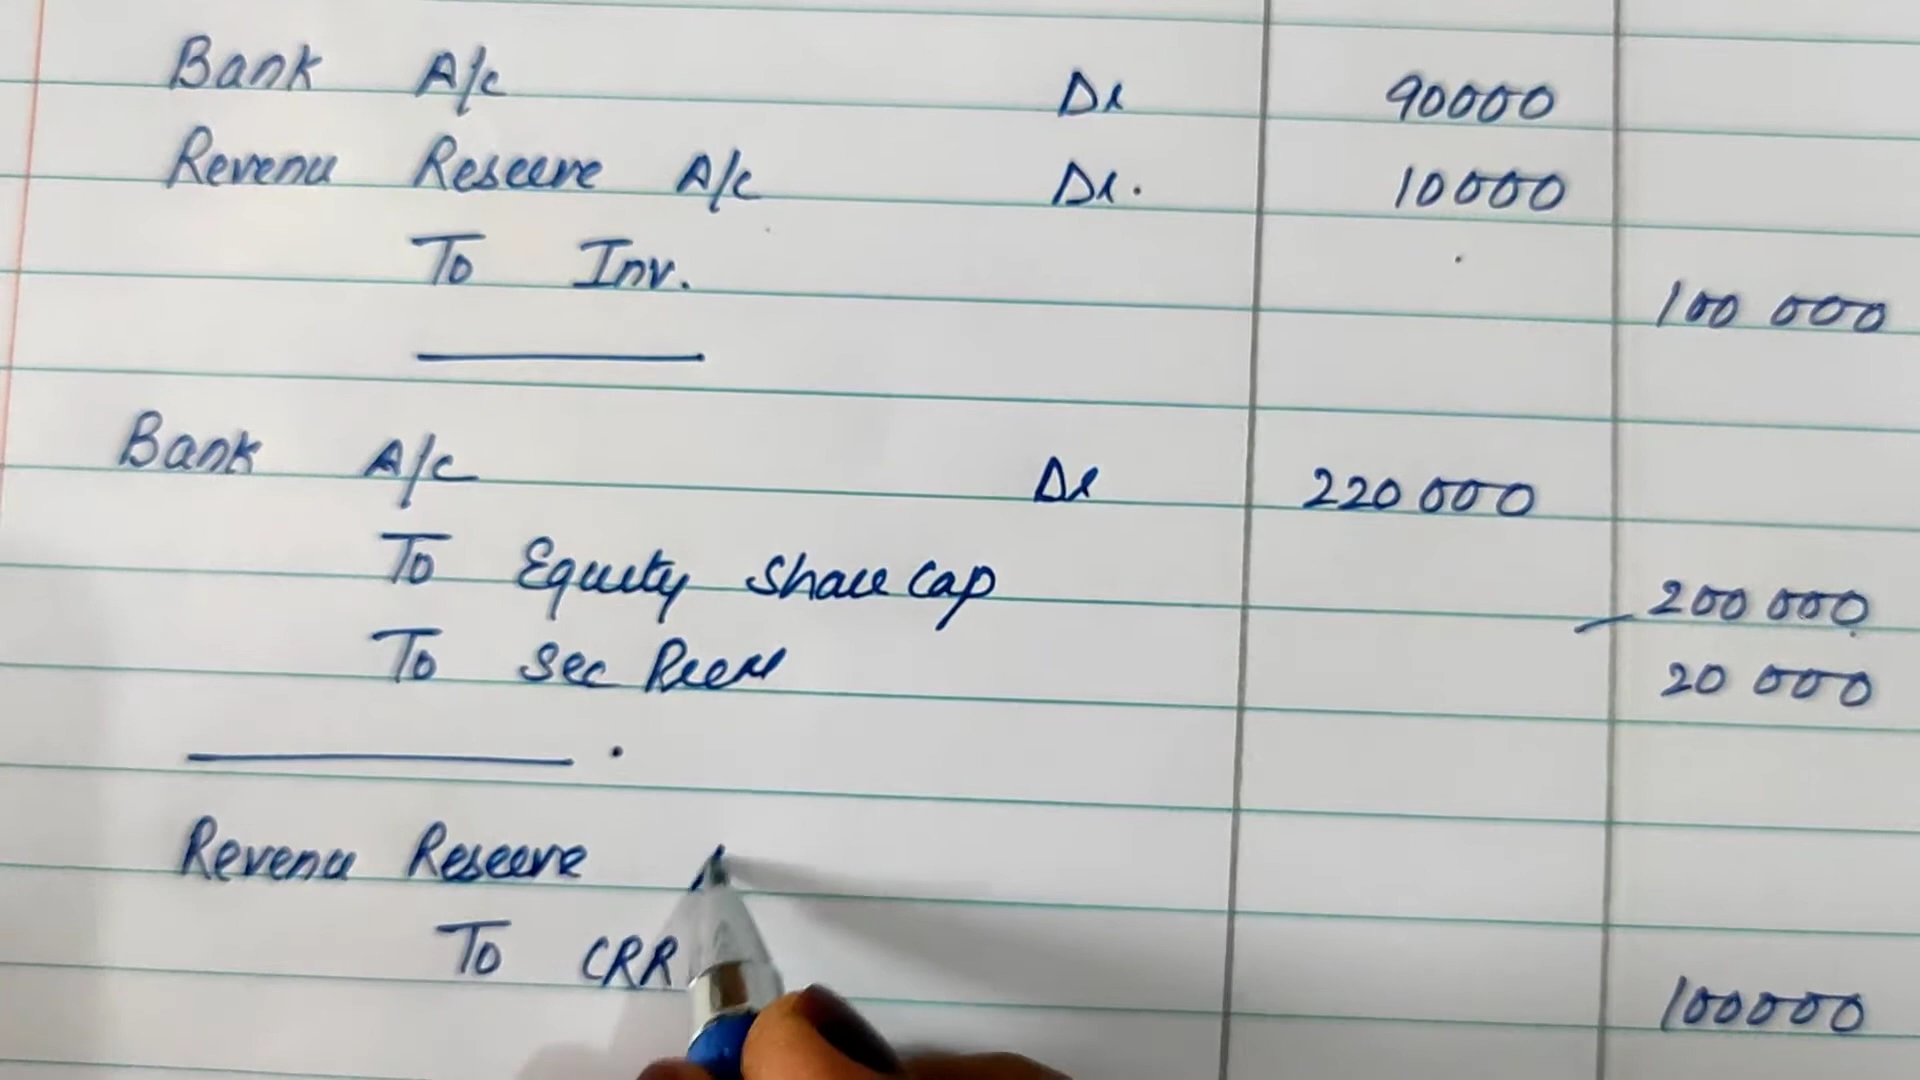 Bank A/c Dr 90000
Revenu Reserve A/c Dr. 10000
To Inv. 100 000
Bank A/c Dr 220 000
To Equity Share Cap 200 000
To Sec Prem 20 000
Revenu Reserve A
To CRR 100000